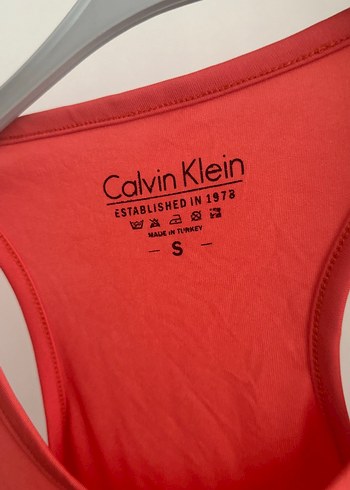 Calvin Klein
ESTABLISHED IN 1978
MADE IN TURKEY
— S —